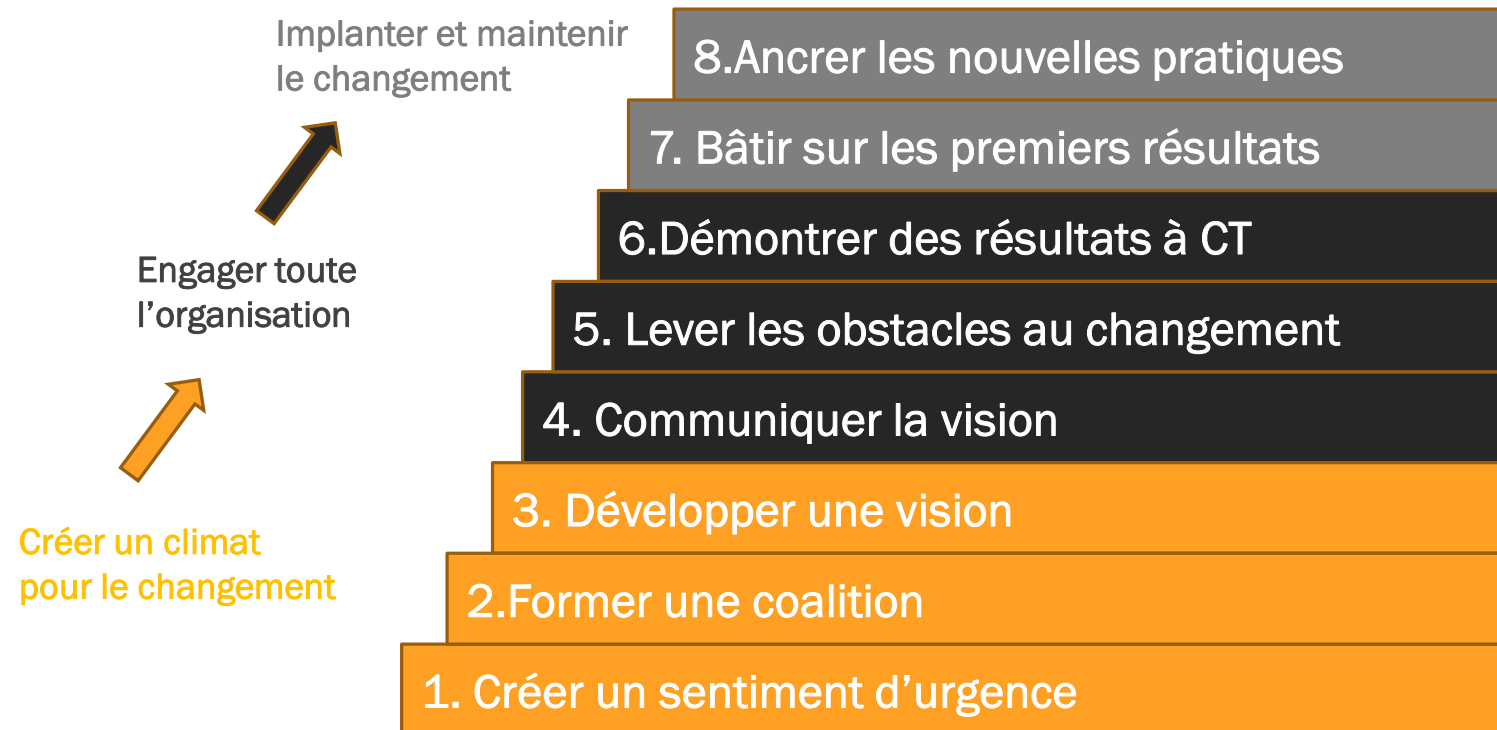 Implanter et maintenir
le changement
8.Ancrer les nouvelles pratiques
7. Bâtir sur les premiers résultats
6.Démontrer des résultats à CT
Engager toute
l’organisation
5. Lever les obstacles au changement
4. Communiquer la vision
3. Développer une vision
Créer un climat
pour le changement
2.Former une coalition
1. Créer un sentiment d’urgence